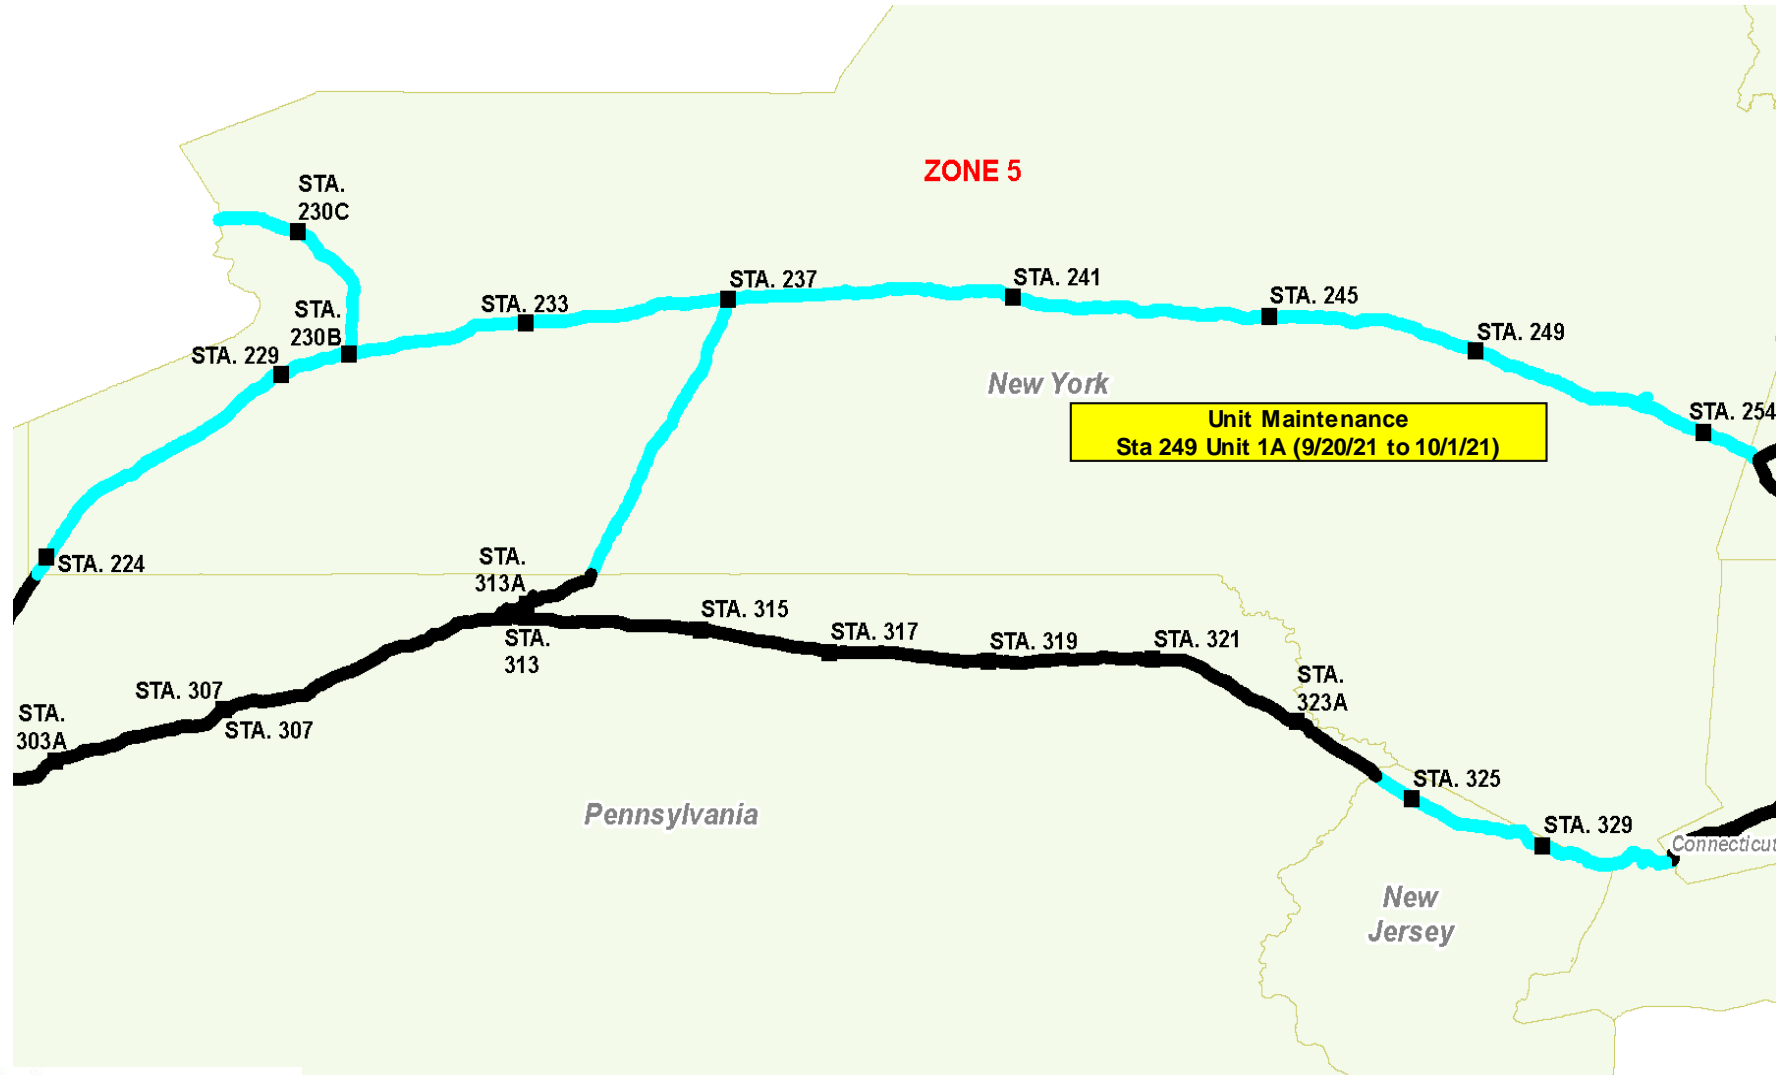 ZONE 5
STA.
230C
STA. 237
STA. 241
STA. 245
STA. 233
STA.
230B
STA. 249
STA. 229
New York
Unit Maintenance
Sta 249 Unit 1A (9/20/21 to 10/1/21)
STA. 254
STA. 224
STA.
313A
STA. 315
STA. 317
STA. 319
STA. 321
STA.
313
STA.
323A
STA. 307
STA. 307
STA.
303A
STA. 325
Pennsylvania
STA. 329
Connecticut
New
Jersey